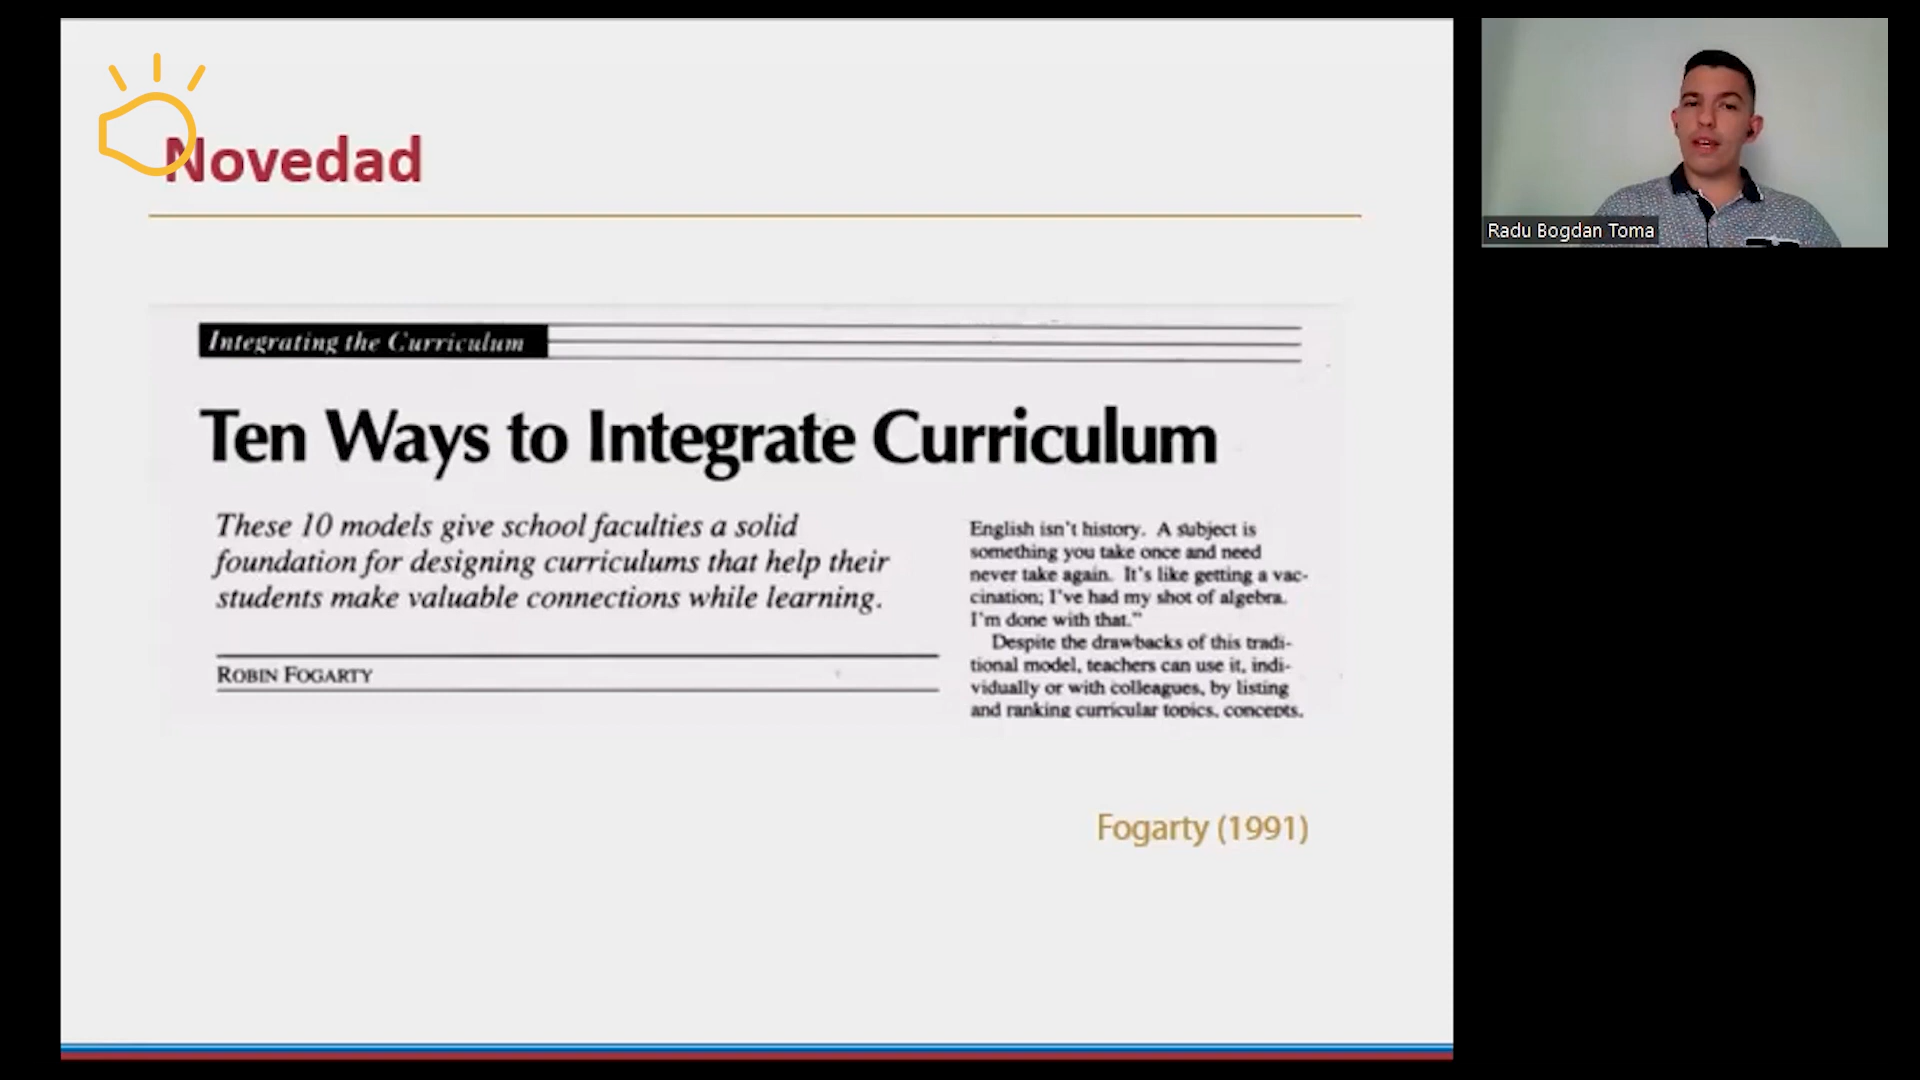 Novedad
Integrating the Curriculum
Ten Ways to Integrate Curriculum
These 10 models give school faculties a solid
foundation for designing curriculums that help their
students make valuable connections while learning.
ROBIN FOGARTY
English isn't history. A subject is
something you take once and need
never take again. It's like getting a vac-
cination; I've had my shot of algebra.
I'm done with that."
Despite the drawbacks of this tradi-
tional model, teachers can use it, indi-
vidually or with colleagues, by listing
and ranking curricular topics, concepts,
Fogarty (1991)
Radu Bogdan Toma